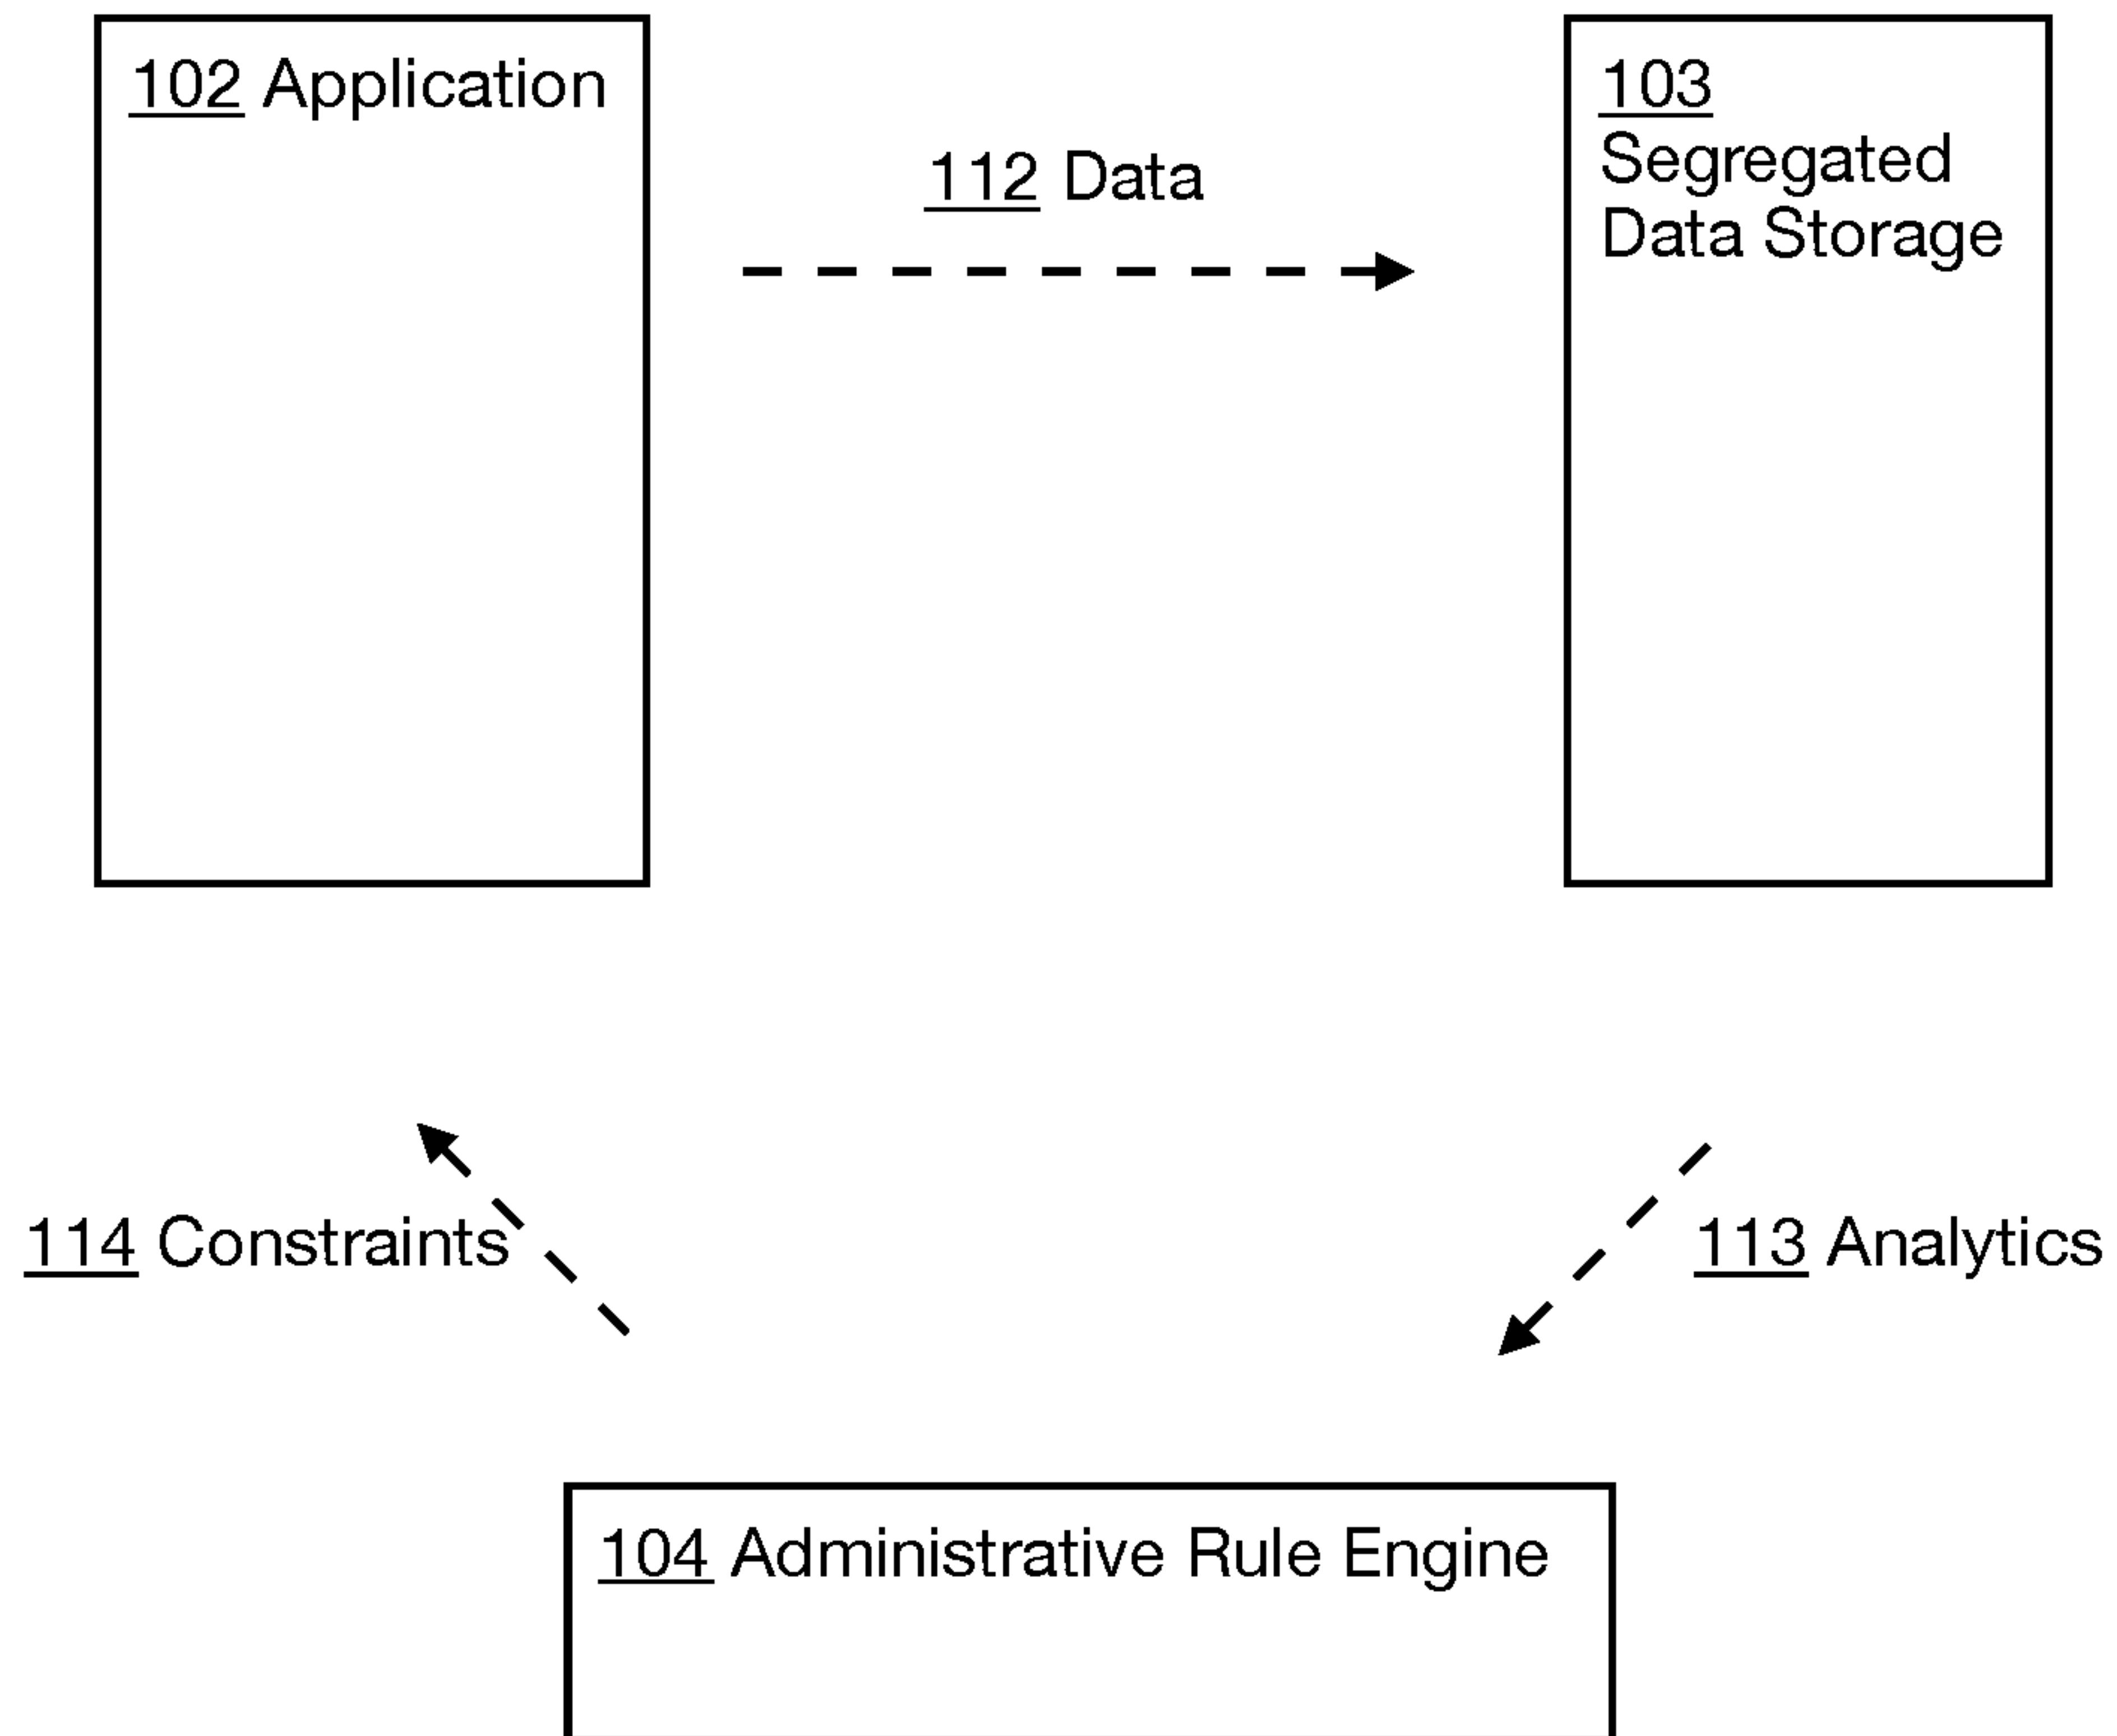 102 Application
103
Segregated
Data Storage
112 Data
114 Constraints
113 Analytics
104 Administrative Rule Engine